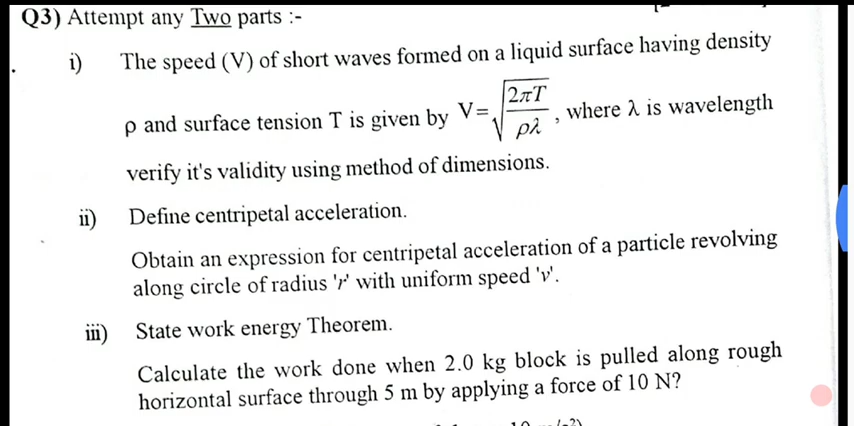 Q3) Attempt any Two parts :-
i) The speed (V) of short waves formed on a liquid surface having density
ρ and surface tension T is given by V=√(2πT/ρλ) , where λ is wavelength
verify it's validity using method of dimensions.
ii) Define centripetal acceleration.
Obtain an expression for centripetal acceleration of a particle revolving
along circle of radius 'r' with uniform speed 'v'.
iii) State work energy Theorem.
Calculate the work done when 2.0 kg block is pulled along rough
horizontal surface through 5 m by applying a force of 10 N?